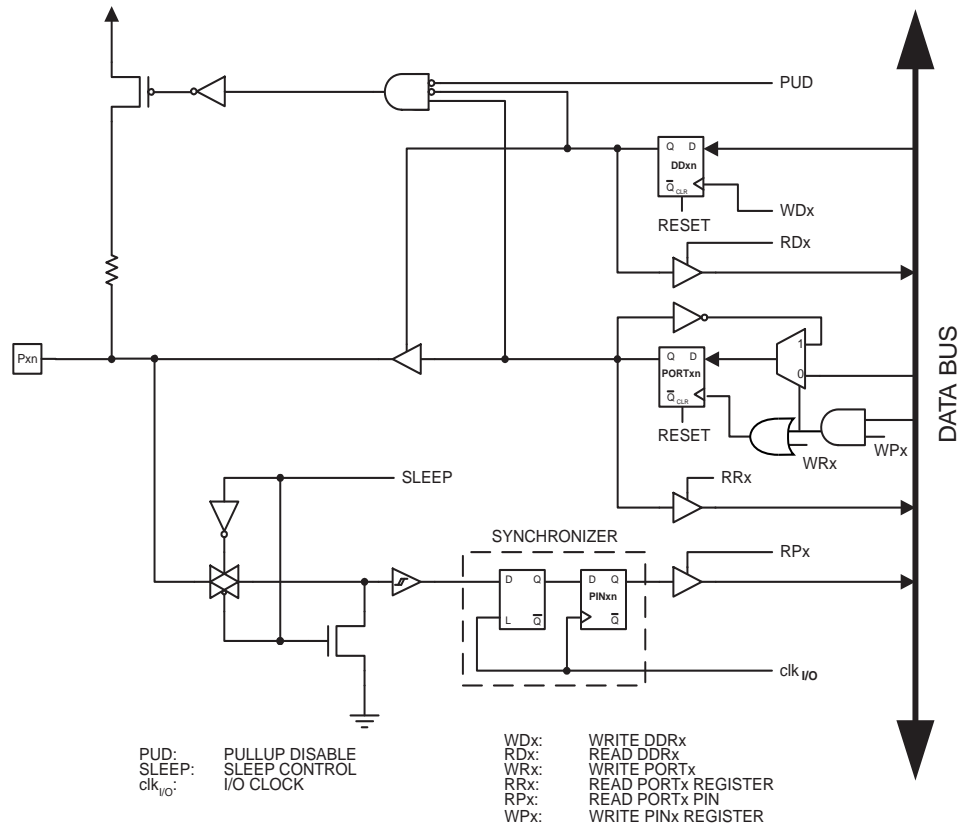 PUD
Q D
DDxn
Q CLR
WDx
RESET
RDx
1
Pxn
Q D
PORTxn
0
Q CLR
RESET
WRx
WPx
DATA BUS
SLEEP
RRx
SYNCHRONIZER
RPx
D Q
D Q
PINxn
L Q
Q
clk I/O
PUD: PULLUP DISABLE
SLEEP: SLEEP CONTROL
clkI/O: I/O CLOCK
WDx: WRITE DDRx
RDx: READ DDRx
WRx: WRITE PORTx
RRx: READ PORTx REGISTER
RPx: READ PORTx PIN
WPx: WRITE PINx REGISTER